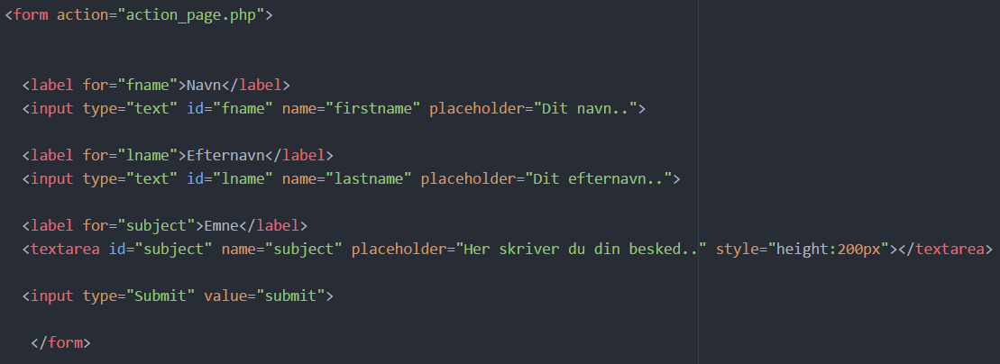 <form action="action_page.php">
<label for="fname">Navn</label>
<input type="text" id="fname" name="firstname" placeholder="Dit navn..">
<label for="lname">Efternavn</label>
<input type="text" id="lname" name="lastname" placeholder="Dit efternavn..">
<label for="subject">Emne</label>
<textarea id="subject" name="subject" placeholder="Her skriver du din besked.." style="height:200px"></textarea>
<input type="Submit" value="submit">
</form>